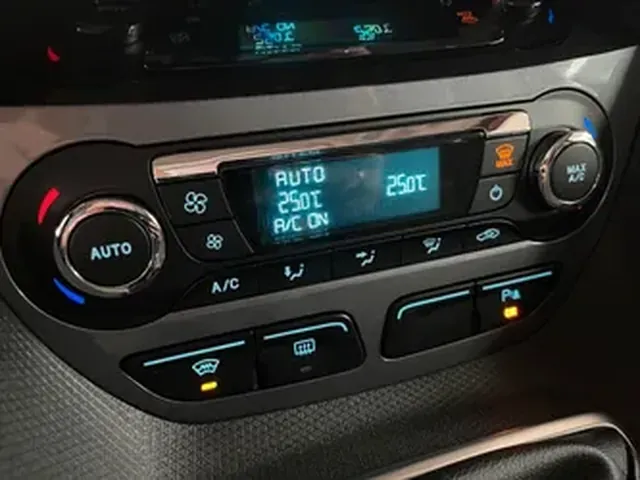 AUTO
25.0°C
25.0°C
A/C ON
MAX
MAX
A/C
AUTO
A/C
P